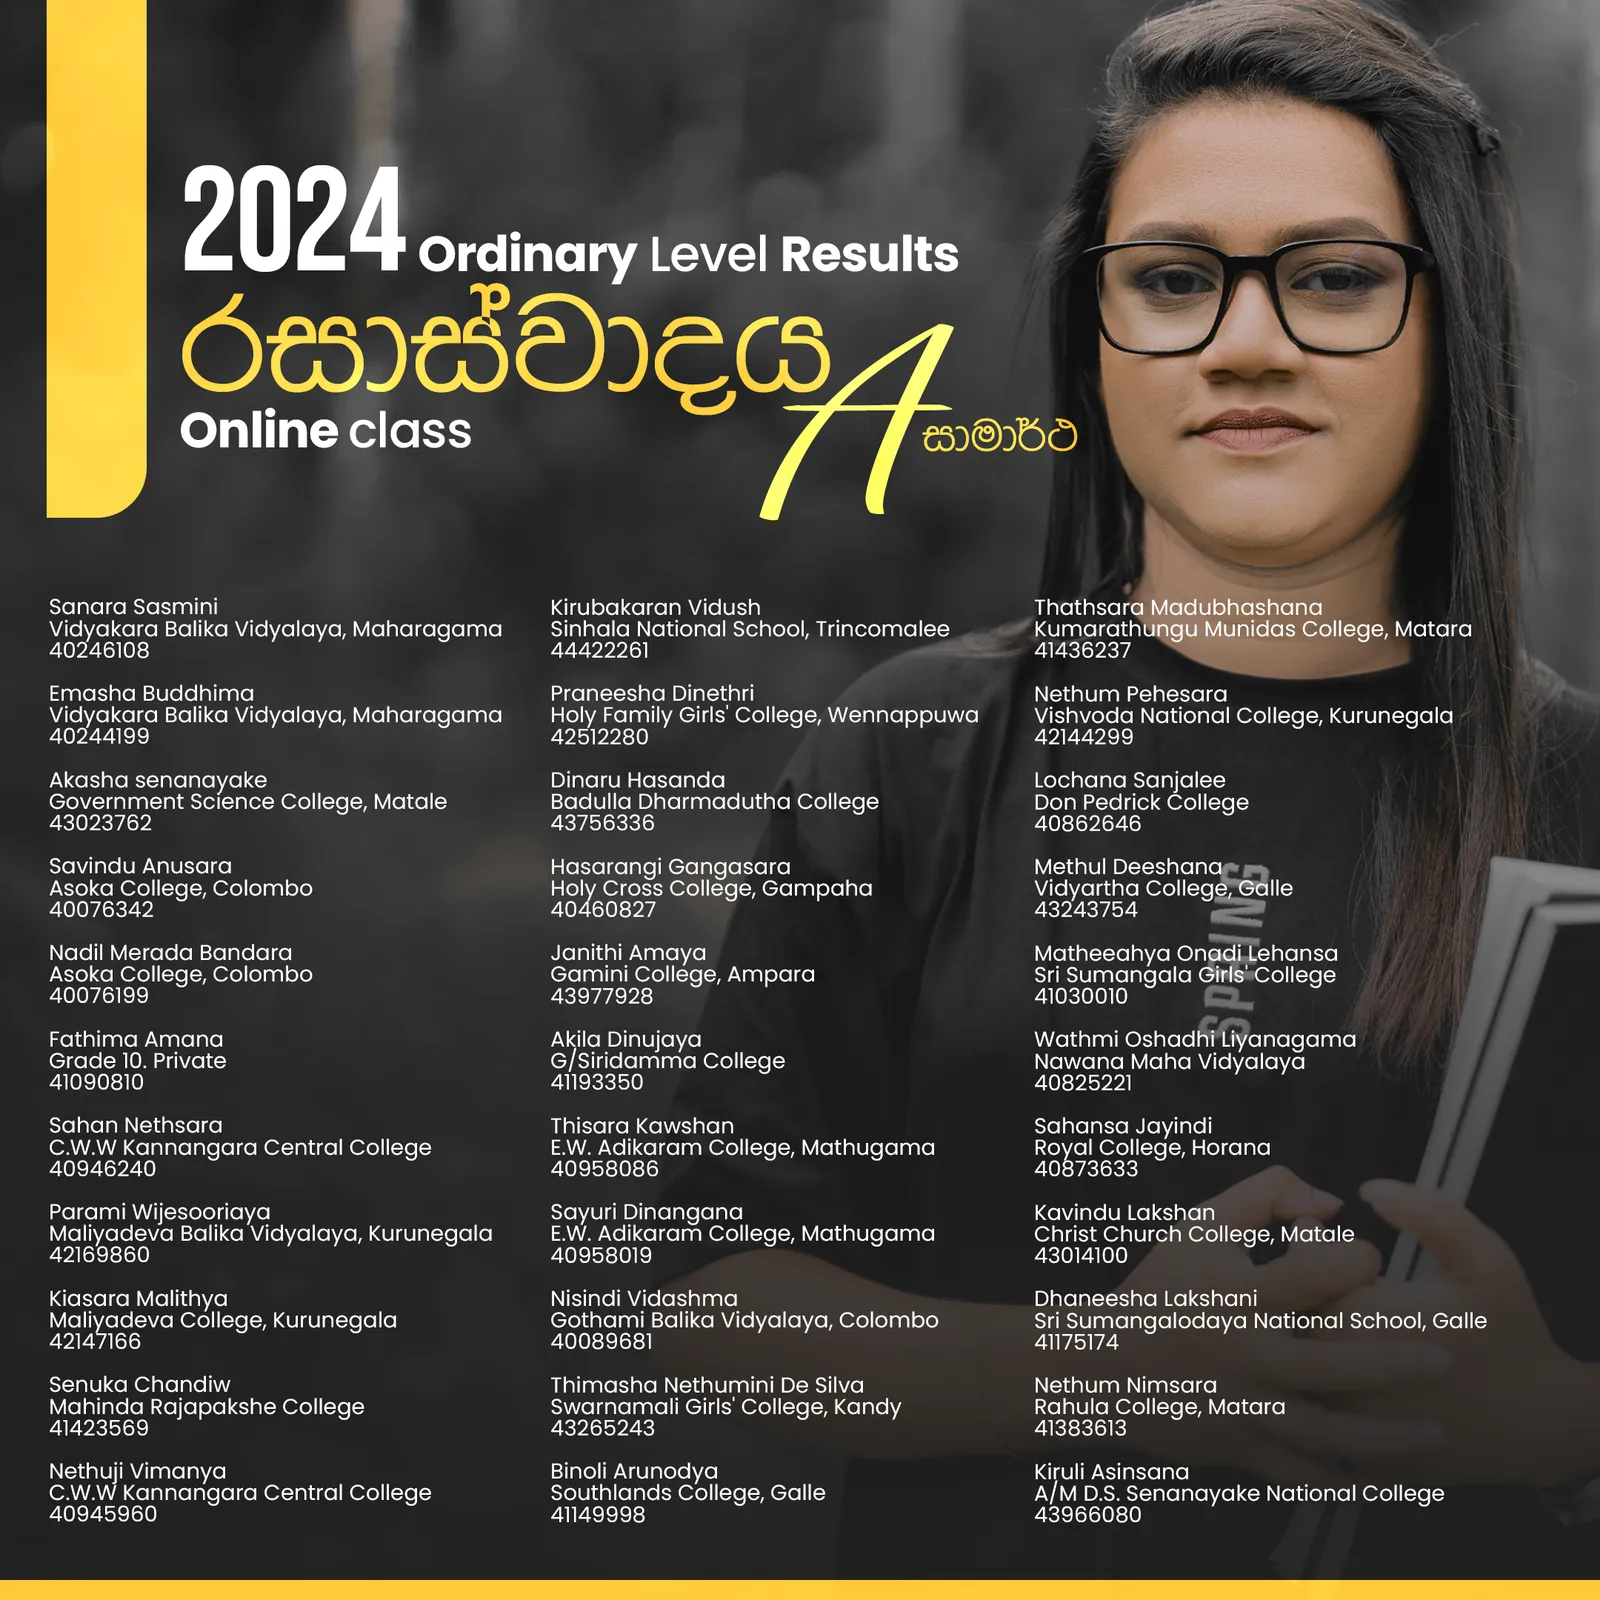 2024 Ordinary Level Results
රසාස්වාදය
A සාමාර්ථ
Online class
Sanara Sasmini
Vidyakara Balika Vidyalaya, Maharagama
40246108
Emasha Buddhima
Vidyakara Balika Vidyalaya, Maharagama
40244199
Akasha senanayake
Government Science College, Matale
43023762
Savindu Anusara
Asoka College, Colombo
40076342
Nadil Merada Bandara
Asoka College, Colombo
40076199
Fathima Amana
Grade 10. Private
41090810
Sahan Nethsara
C.W.W Kannangara Central College
40946240
Parami Wijesooriaya
Maliyadeva Balika Vidyalaya, Kurunegala
42169860
Kiasara Malithya
Maliyadeva College, Kurunegala
42147166
Senuka Chandiw
Mahinda Rajapakshe College
41423569
Nethuji Vimanya
C.W.W Kannangara Central College
40945960
Kirubakaran Vidush
Sinhala National School, Trincomalee
44422261
Praneesha Dinethri
Holy Family Girls' College, Wennappuwa
42512280
Dinaru Hasanda
Badulla Dharmadutha College
43756336
Hasarangi Gangasara
Holy Cross College, Gampaha
40460827
Janithi Amaya
Gamini College, Ampara
43977928
Akila Dinujaya
G/Siridamma College
41193350
Thisara Kawshan
E.W. Adikaram College, Mathugama
40958086
Sayuri Dinangana
E.W. Adikaram College, Mathugama
40958019
Nisindi Vidashma
Gothami Balika Vidyalaya, Colombo
40089681
Thimasha Nethumini De Silva
Swarnamali Girls' College, Kandy
43265243
Binoli Arunodya
Southlands College, Galle
41149998
Thathsara Madubhashana
Kumarathungu Munidas College, Matara
41436237
Nethum Pehesara
Vishvoda National College, Kurunegala
42144299
Lochana Sanjalee
Don Pedrick College
40862646
Methul Deeshana
Vidyartha College, Galle
43243754
Matheeahya Onadi Lehansa
Sri Sumangala Girls' College
41030010
Wathmi Oshadhi Liyanagama
Nawana Maha Vidyalaya
40825221
Sahansa Jayindi
Royal College, Horana
40873633
Kavindu Lakshan
Christ Church College, Matale
43014100
Dhaneesha Lakshani
Sri Sumangalodaya National School, Galle
41175174
Nethum Nimsara
Rahula College, Matara
41383613
Kiruli Asinsana
A/M D.S. Senanayake National College
43966080
SPRING